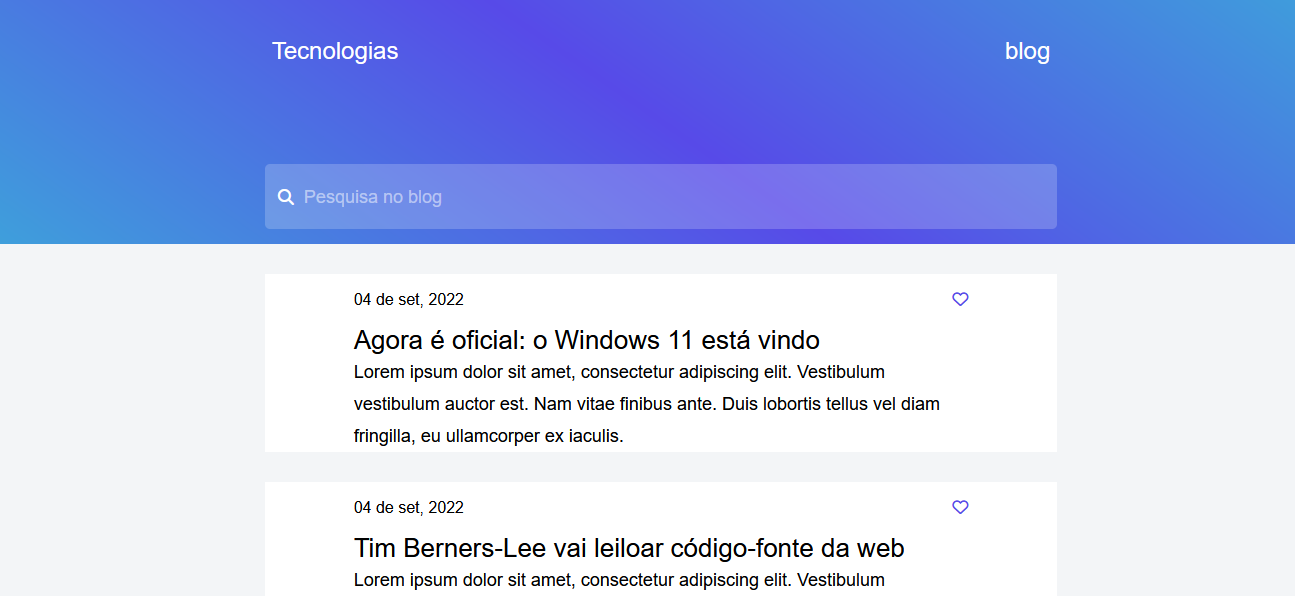 Tecnologias blog
Pesquisa no blog
04 de set, 2022
Agora é oficial: o Windows 11 está vindo
Lorem ipsum dolor sit amet, consectetur adipiscing elit. Vestibulum
vestibulum auctor est. Nam vitae finibus ante. Duis lobortis tellus vel diam
fringilla, eu ullamcorper ex iaculis.
04 de set, 2022
Tim Berners-Lee vai leiloar código-fonte da web
Lorem ipsum dolor sit amet, consectetur adipiscing elit. Vestibulum